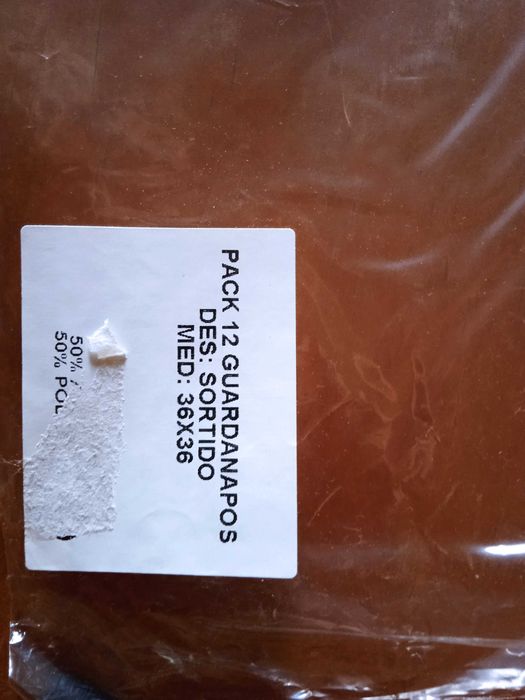 PACK 12 GUARDANAPOS
DES: SORTIDO
MED: 36X36
50%
50% POL